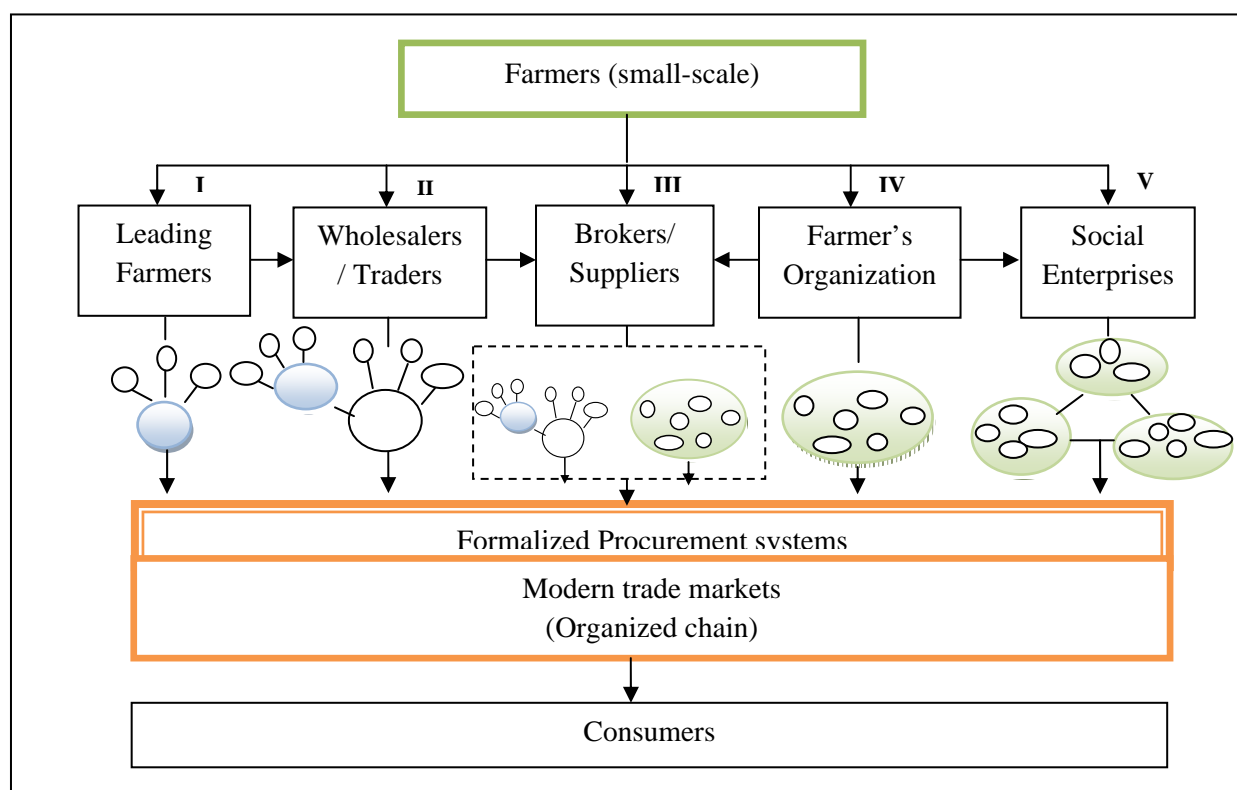 Farmers (small-scale)
I
II
III
IV
V
Leading
Farmers
Wholesalers
/ Traders
Brokers/
Suppliers
Farmer’s
Organization
Social
Enterprises
Formalized Procurement systems
Modern trade markets
(Organized chain)
Consumers